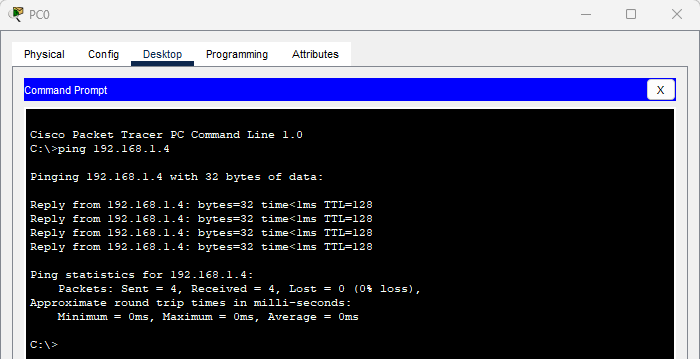 PC0
Physical Config Desktop Programming Attributes
Command Prompt X
Cisco Packet Tracer PC Command Line 1.0
C:\>ping 192.168.1.4
Pinging 192.168.1.4 with 32 bytes of data:
Reply from 192.168.1.4: bytes=32 time<1ms TTL=128
Reply from 192.168.1.4: bytes=32 time<1ms TTL=128
Reply from 192.168.1.4: bytes=32 time<1ms TTL=128
Reply from 192.168.1.4: bytes=32 time<1ms TTL=128
Ping statistics for 192.168.1.4:
Packets: Sent = 4, Received = 4, Lost = 0 (0% loss),
Approximate round trip times in milli-seconds:
Minimum = 0ms, Maximum = 0ms, Average = 0ms
C:\>